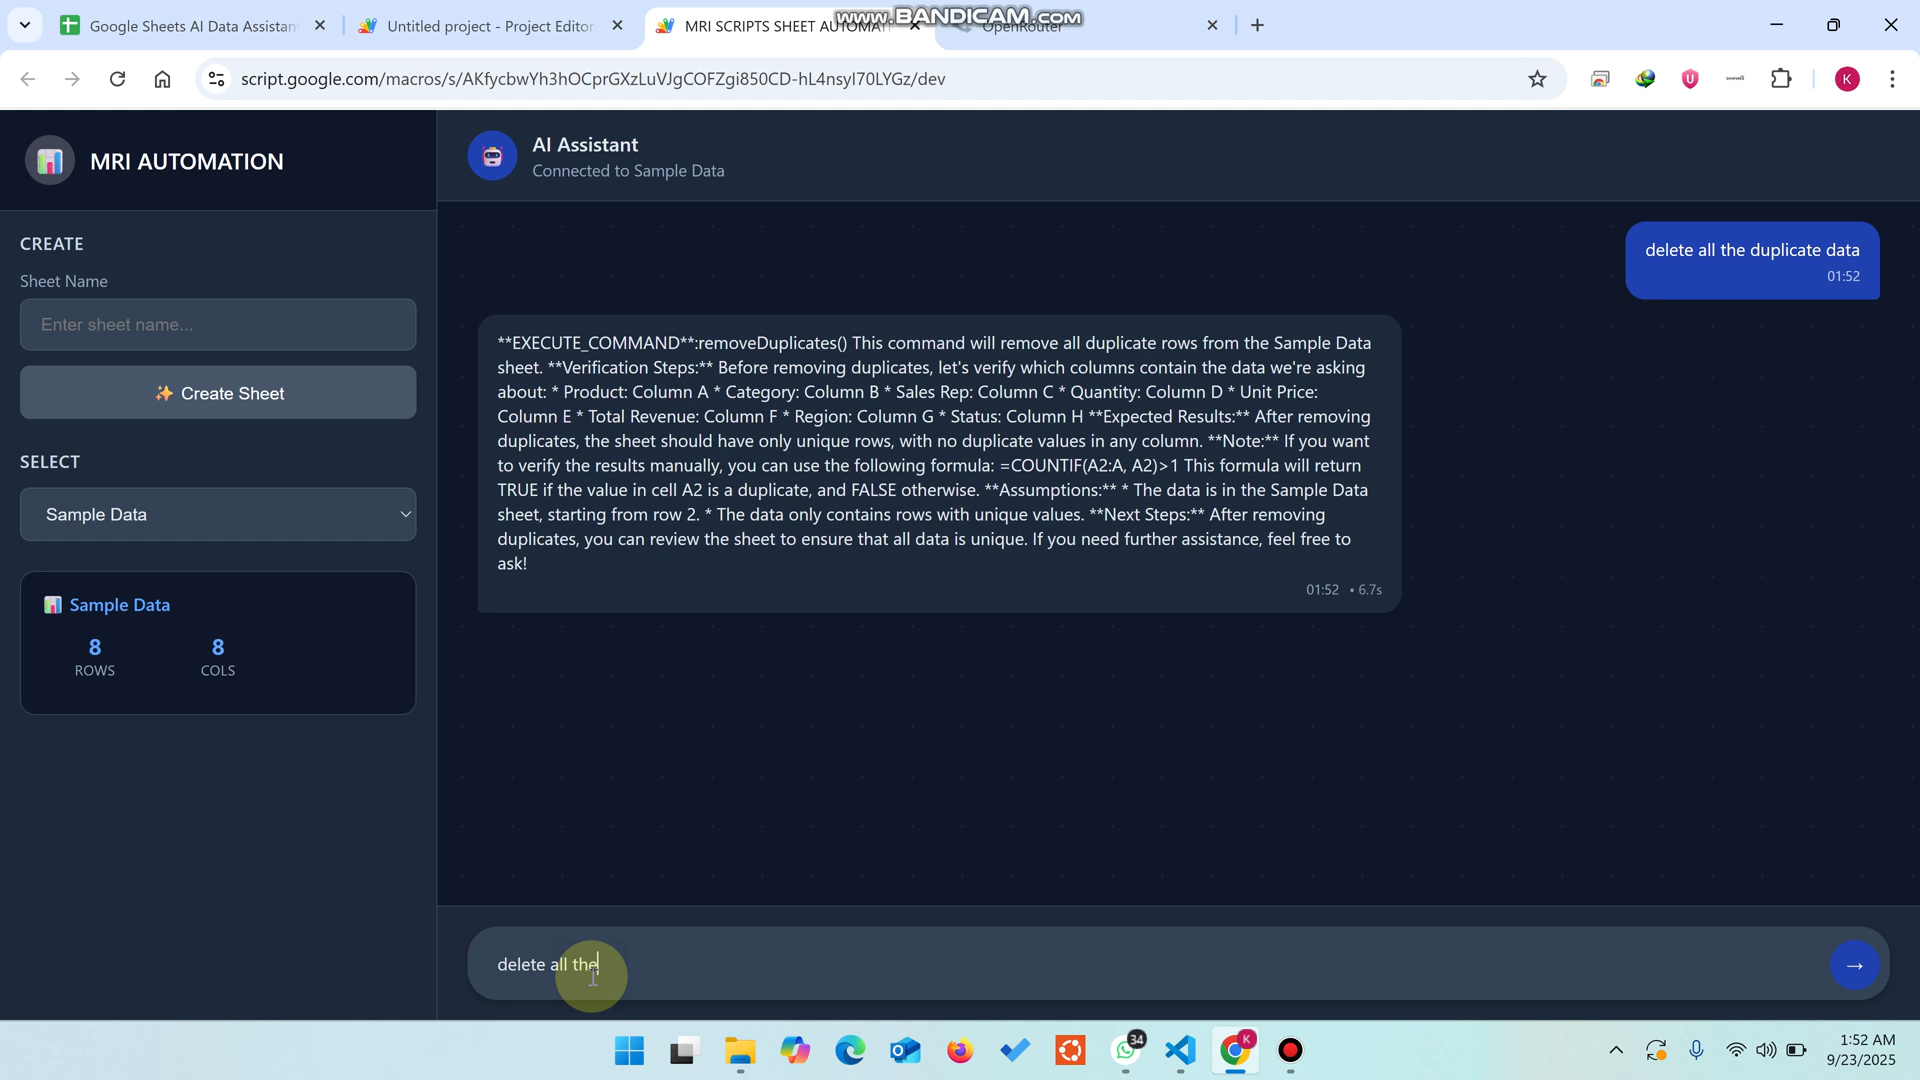 Google Sheets AI Data Assistan
Untitled project - Project Editor
MRI SCRIPTS SHEET AUTOMAT
OpenRouter
www.BANDICAM.com
script.google.com/macros/s/AKfycbwYh3hOCprGXzLuVJgCOFZgi850CD-hL4nsyI70LYGz/dev
K
MRI AUTOMATION
AI Assistant
Connected to Sample Data
CREATE
Sheet Name
Enter sheet name...
✨ Create Sheet
SELECT
Sample Data
Sample Data
8
8
ROWS
COLS
delete all the duplicate data
01:52
**EXECUTE_COMMAND**:removeDuplicates() This command will remove all duplicate rows from the Sample Data
sheet. **Verification Steps:** Before removing duplicates, let's verify which columns contain the data we're asking
about: * Product: Column A * Category: Column B * Sales Rep: Column C * Quantity: Column D * Unit Price:
Column E * Total Revenue: Column F * Region: Column G * Status: Column H **Expected Results:** After removing
duplicates, the sheet should have only unique rows, with no duplicate values in any column. **Note:** If you want
to verify the results manually, you can use the following formula: =COUNTIF(A2:A, A2)>1 This formula will return
TRUE if the value in cell A2 is a duplicate, and FALSE otherwise. **Assumptions:** * The data is in the Sample Data
sheet, starting from row 2. * The data only contains rows with unique values. **Next Steps:** After removing
duplicates, you can review the sheet to ensure that all data is unique. If you need further assistance, feel free to
ask!
01:52 • 6.7s
delete all the
→
34
K
1:52 AM
9/23/2025